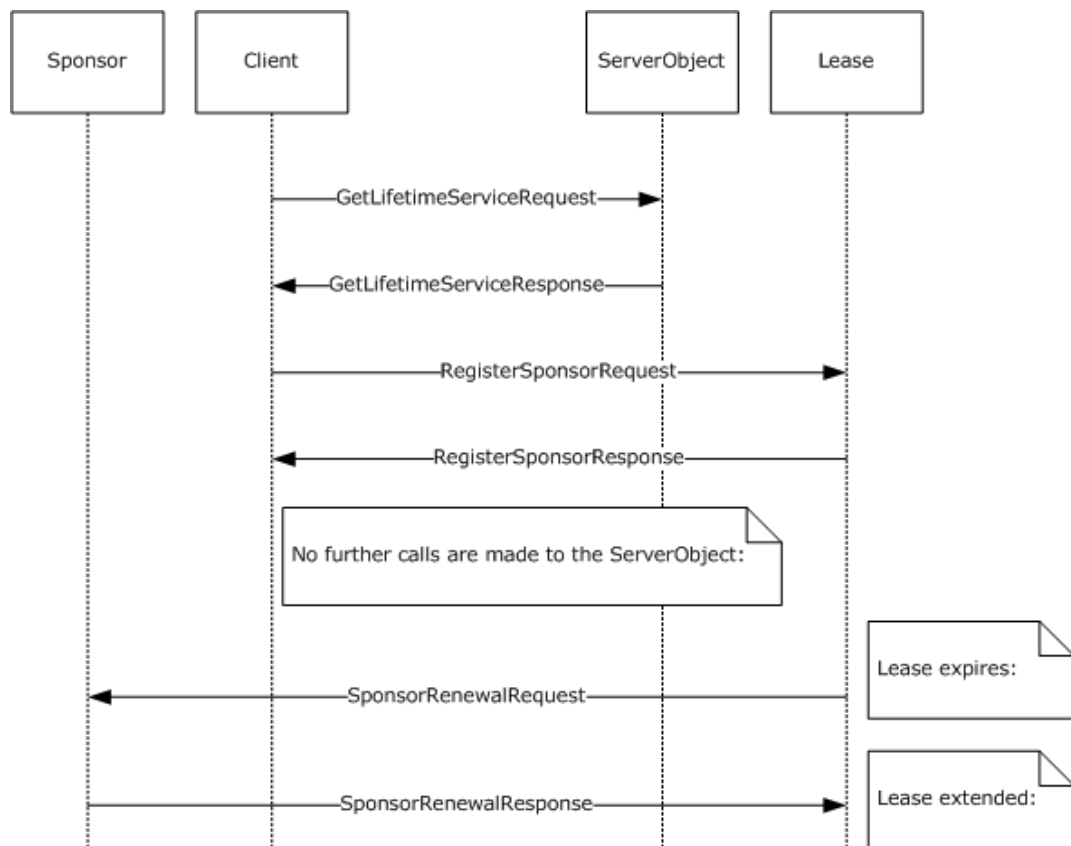 Sponsor
Client
ServerObject
Lease
GetLifetimeServiceRequest
GetLifetimeServiceResponse
RegisterSponsorRequest
RegisterSponsorResponse
No further calls are made to the ServerObject:
Lease expires:
SponsorRenewalRequest
Lease extended:
SponsorRenewalResponse